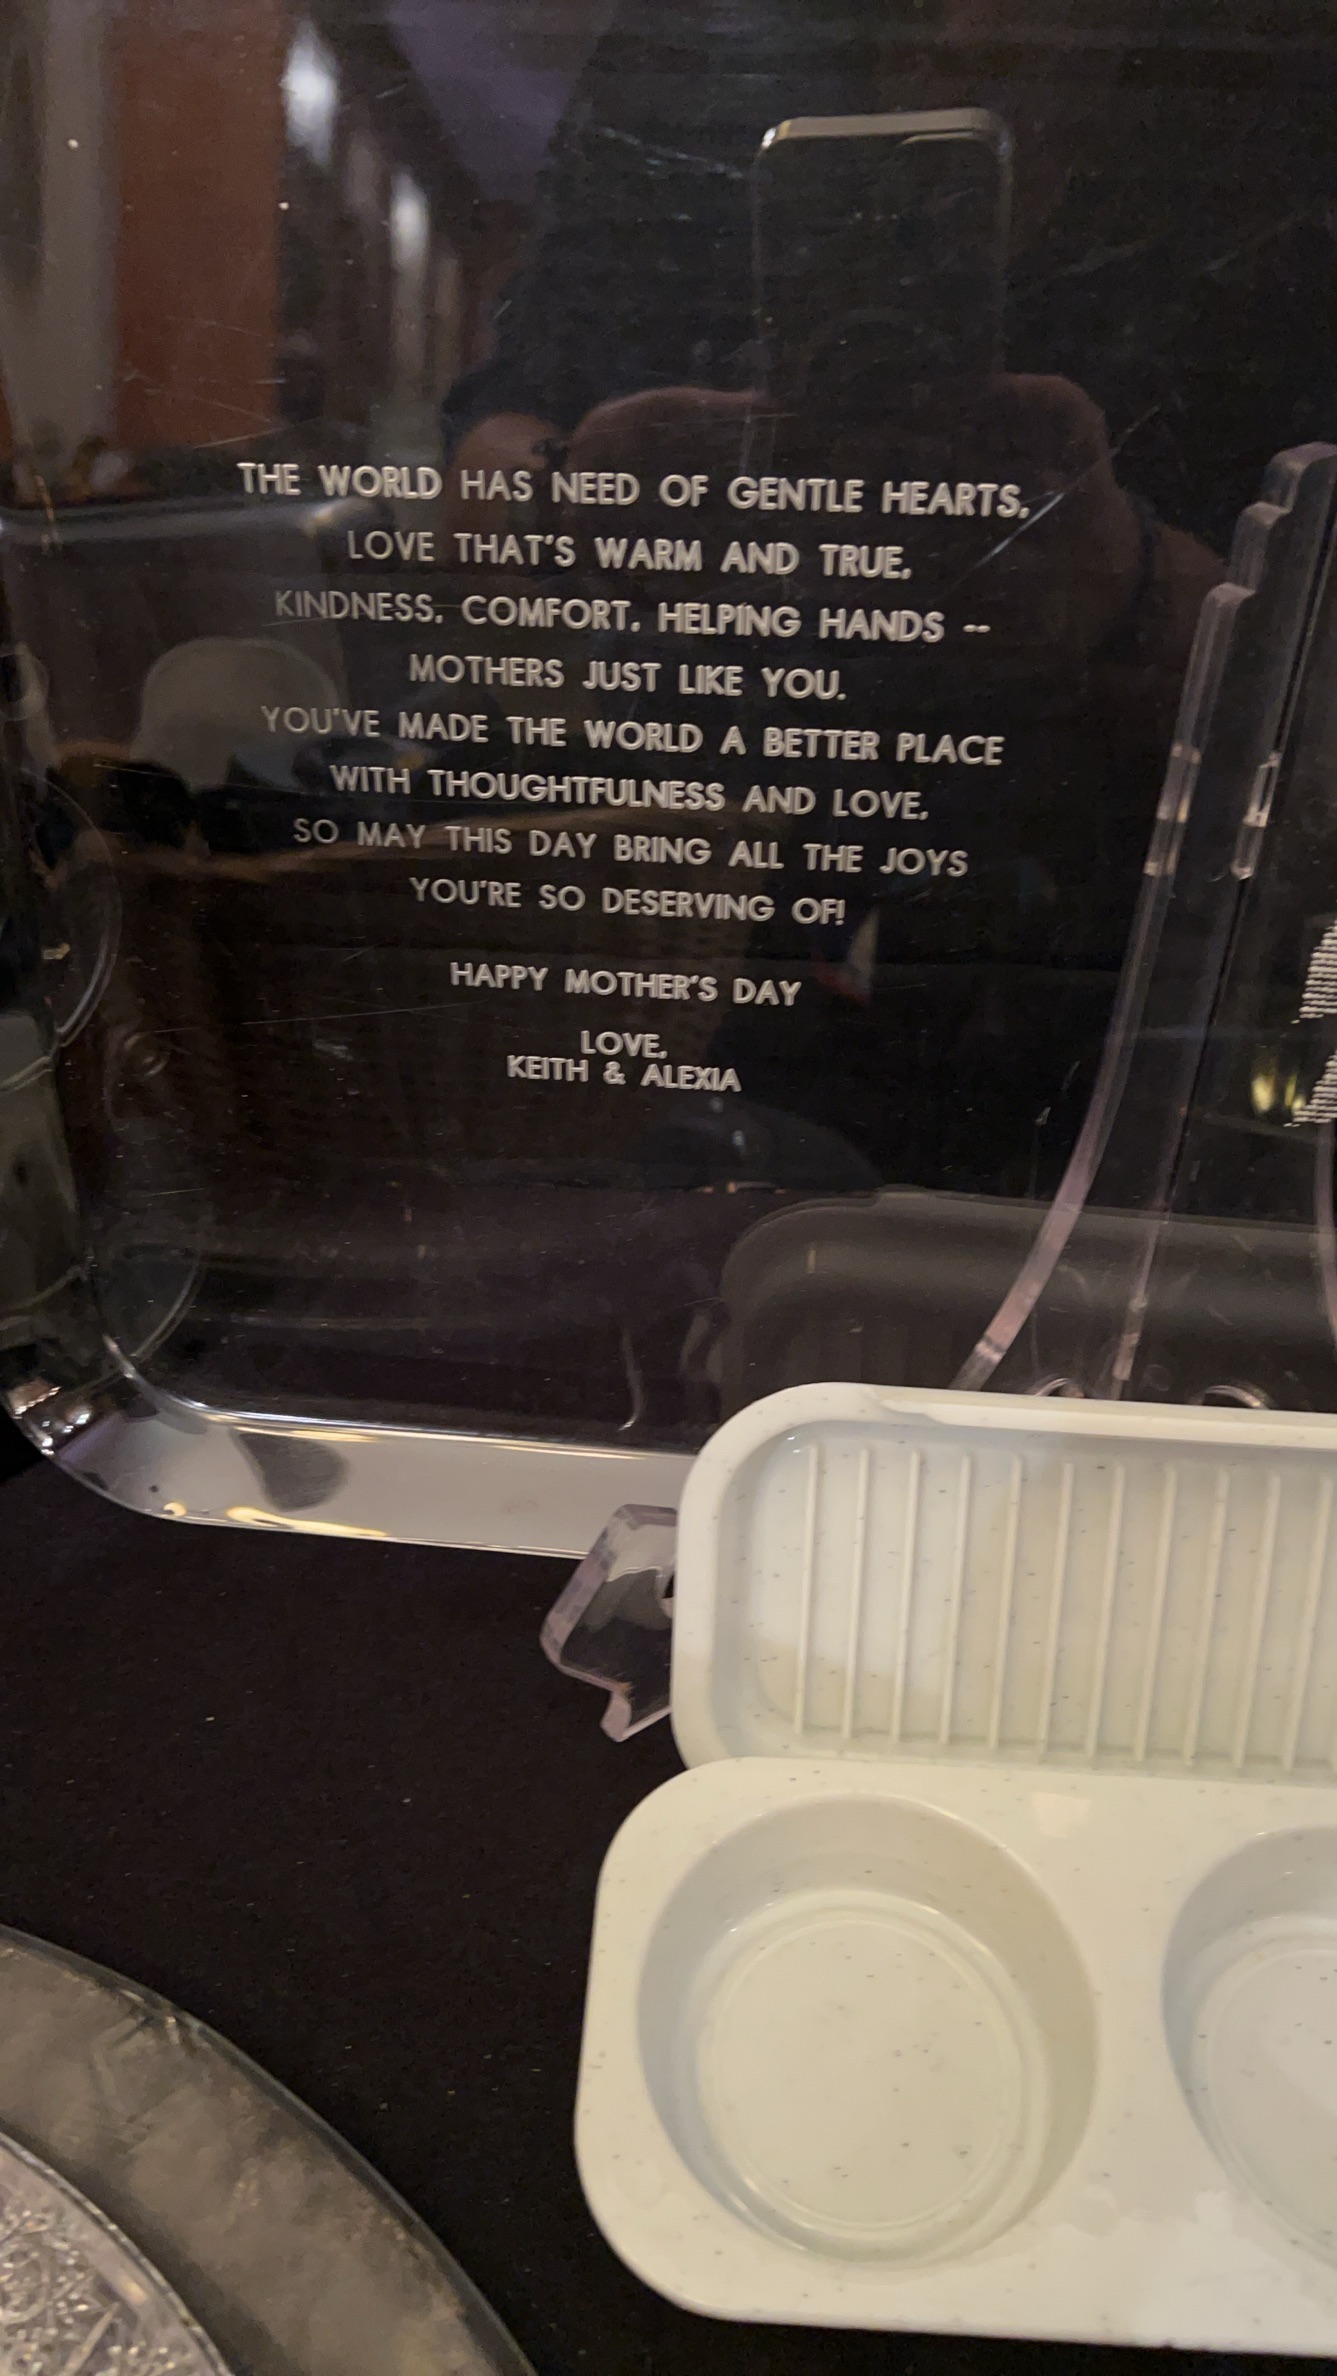 THE WORLD HAS NEED OF GENTLE HEARTS,
LOVE THAT'S WARM AND TRUE,
KINDNESS, COMFORT, HELPING HANDS --
MOTHERS JUST LIKE YOU.
YOU'VE MADE THE WORLD A BETTER PLACE
WITH THOUGHTFULNESS AND LOVE,
SO MAY THIS DAY BRING ALL THE JOYS
YOU'RE SO DESERVING OF!
HAPPY MOTHER'S DAY
LOVE,
KEITH & ALEXIA